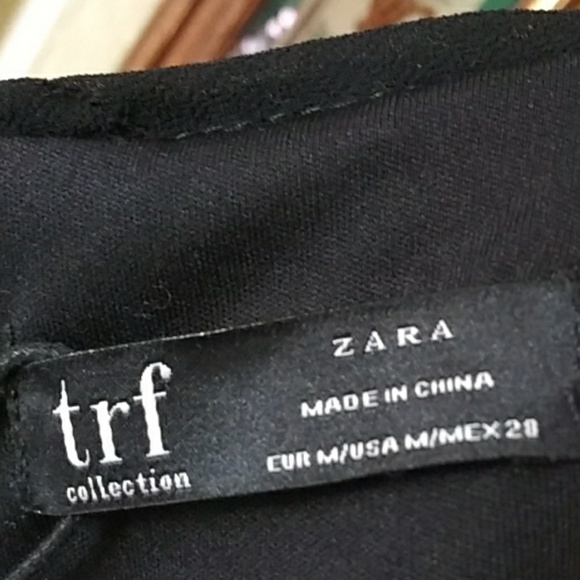 trf
collection
ZARA
MADE IN CHINA
EUR M/USA M/MEX 28